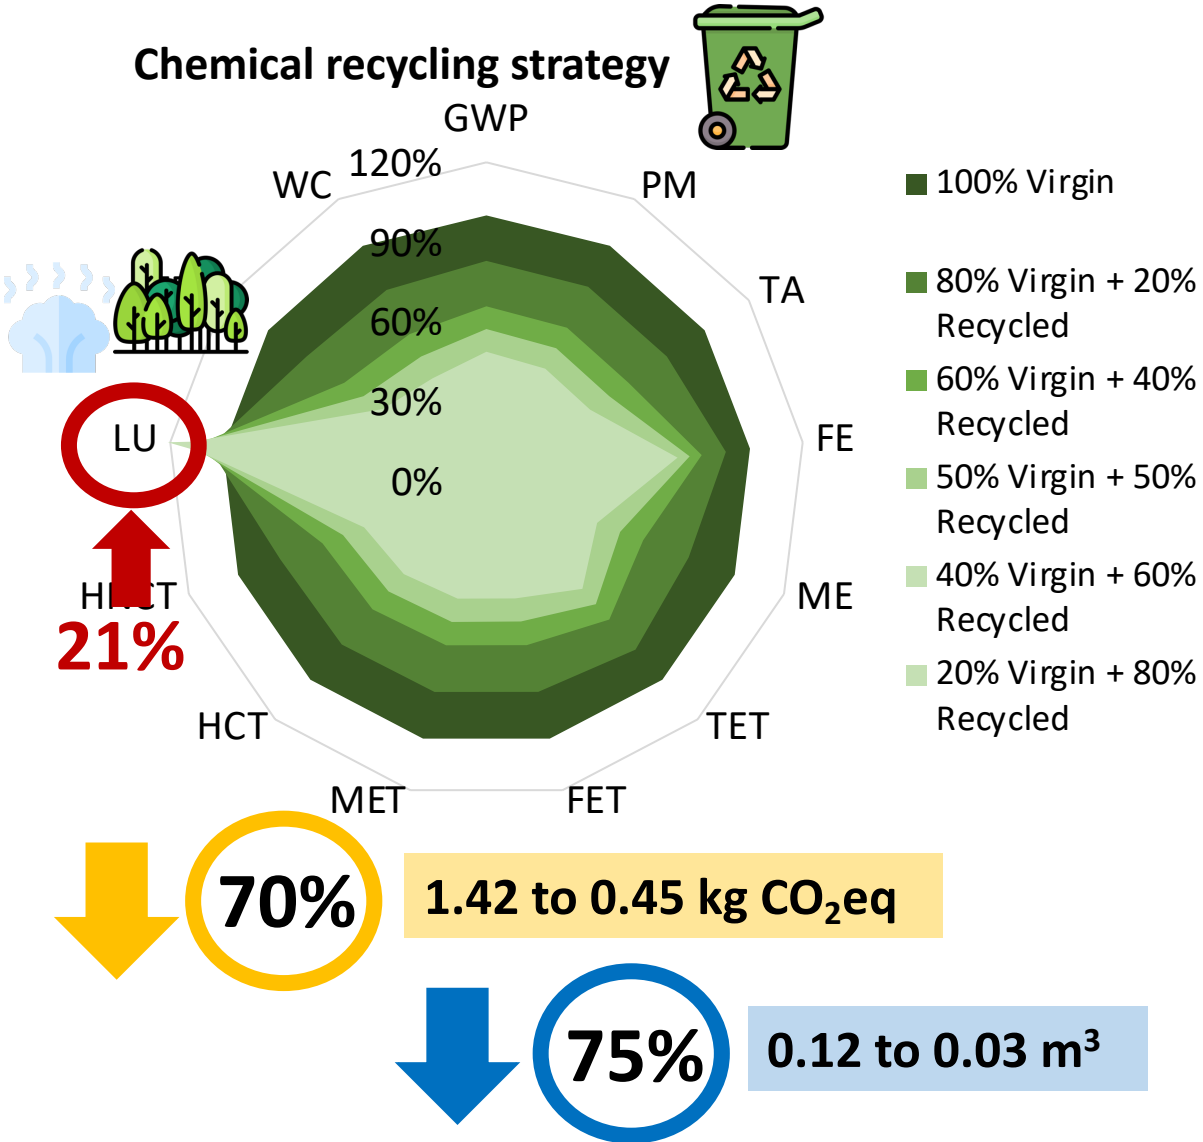 Chemical recycling strategy
GWP
120%
WC
PM
90%
TA
60%
30%
FE
LU
0%
ME
21%
HCT
TET
MET
FET
100% Virgin
80% Virgin + 20%
Recycled
60% Virgin + 40%
Recycled
50% Virgin + 50%
Recycled
40% Virgin + 60%
Recycled
20% Virgin + 80%
Recycled
70%
1.42 to 0.45 kg CO₂eq
75%
0.12 to 0.03 m³